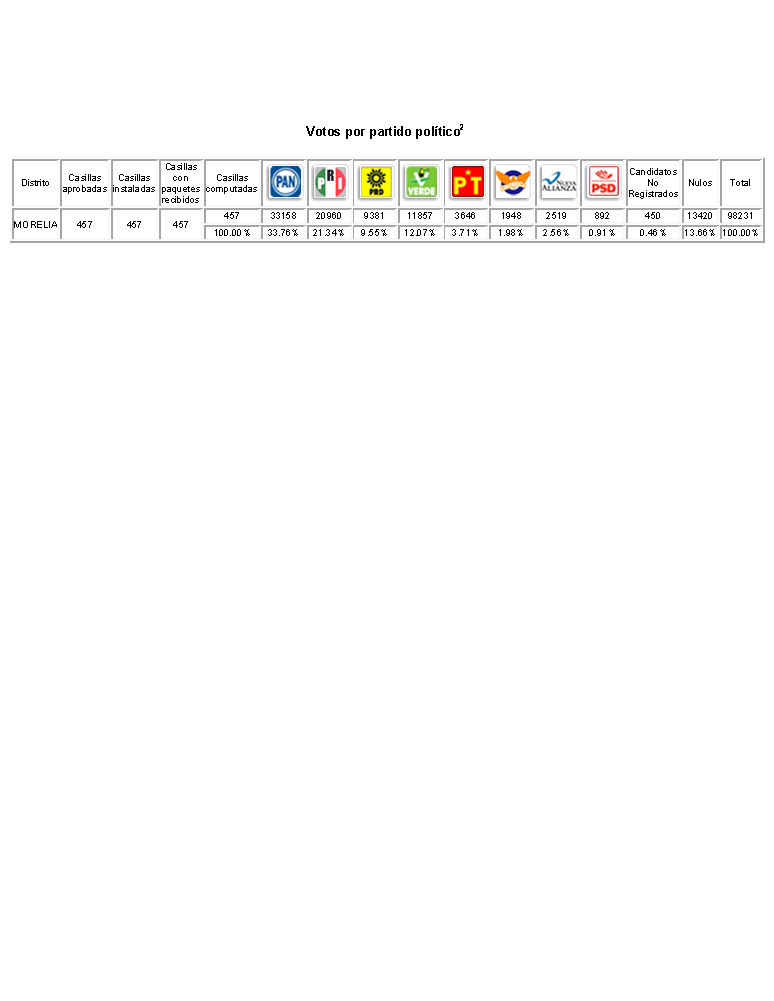 Votos por partido político2
Distrito
Casillas
aprobadas
Casillas
instaladas
Casillas
con
paquetes
recibidos
Casillas
computadas
PAN
PRI
PRD
VERDE
PT
NUEVA
ALIANZA
PSD
Candidatos
No
Registrados
Nulos
Total
MORELIA 457 457 457
457 33158 20960 9381 11857 3646 1948 2519 892 450 13420 98231
100.00% 33.76% 21.34% 9.55% 12.07% 3.71% 1.98% 2.56% 0.91% 0.46% 13.66% 100.00%